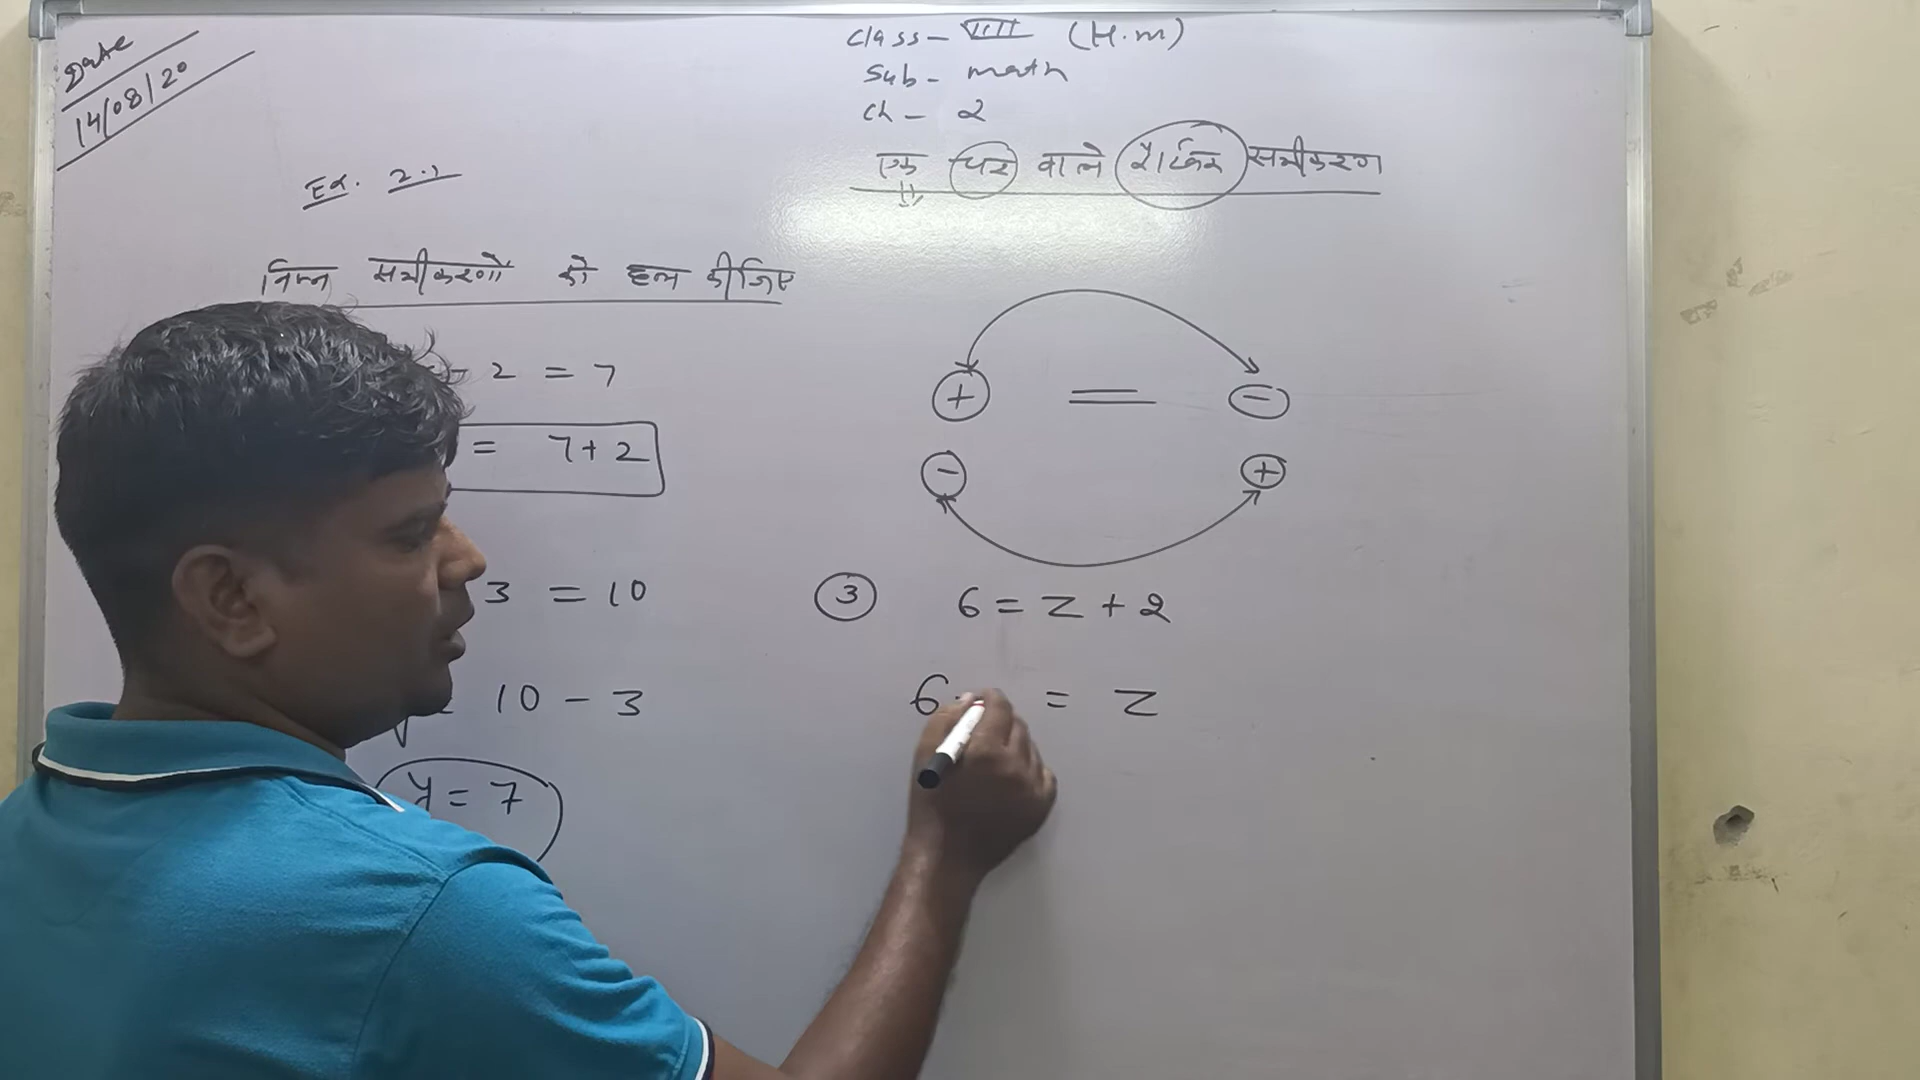 Date
14/08/20
Class - VIII (H.M)
Sub - math
Ch - 2
एक चर वाले रैखिक समीकरण
Ex. 2.1
निम्न समीकरणों को हल कीजिए
- 2 = 7
= 7+2
3 = 10
= 10 - 3
y = 7
+ = -
- +
3 6 = z + 2
6 - = z